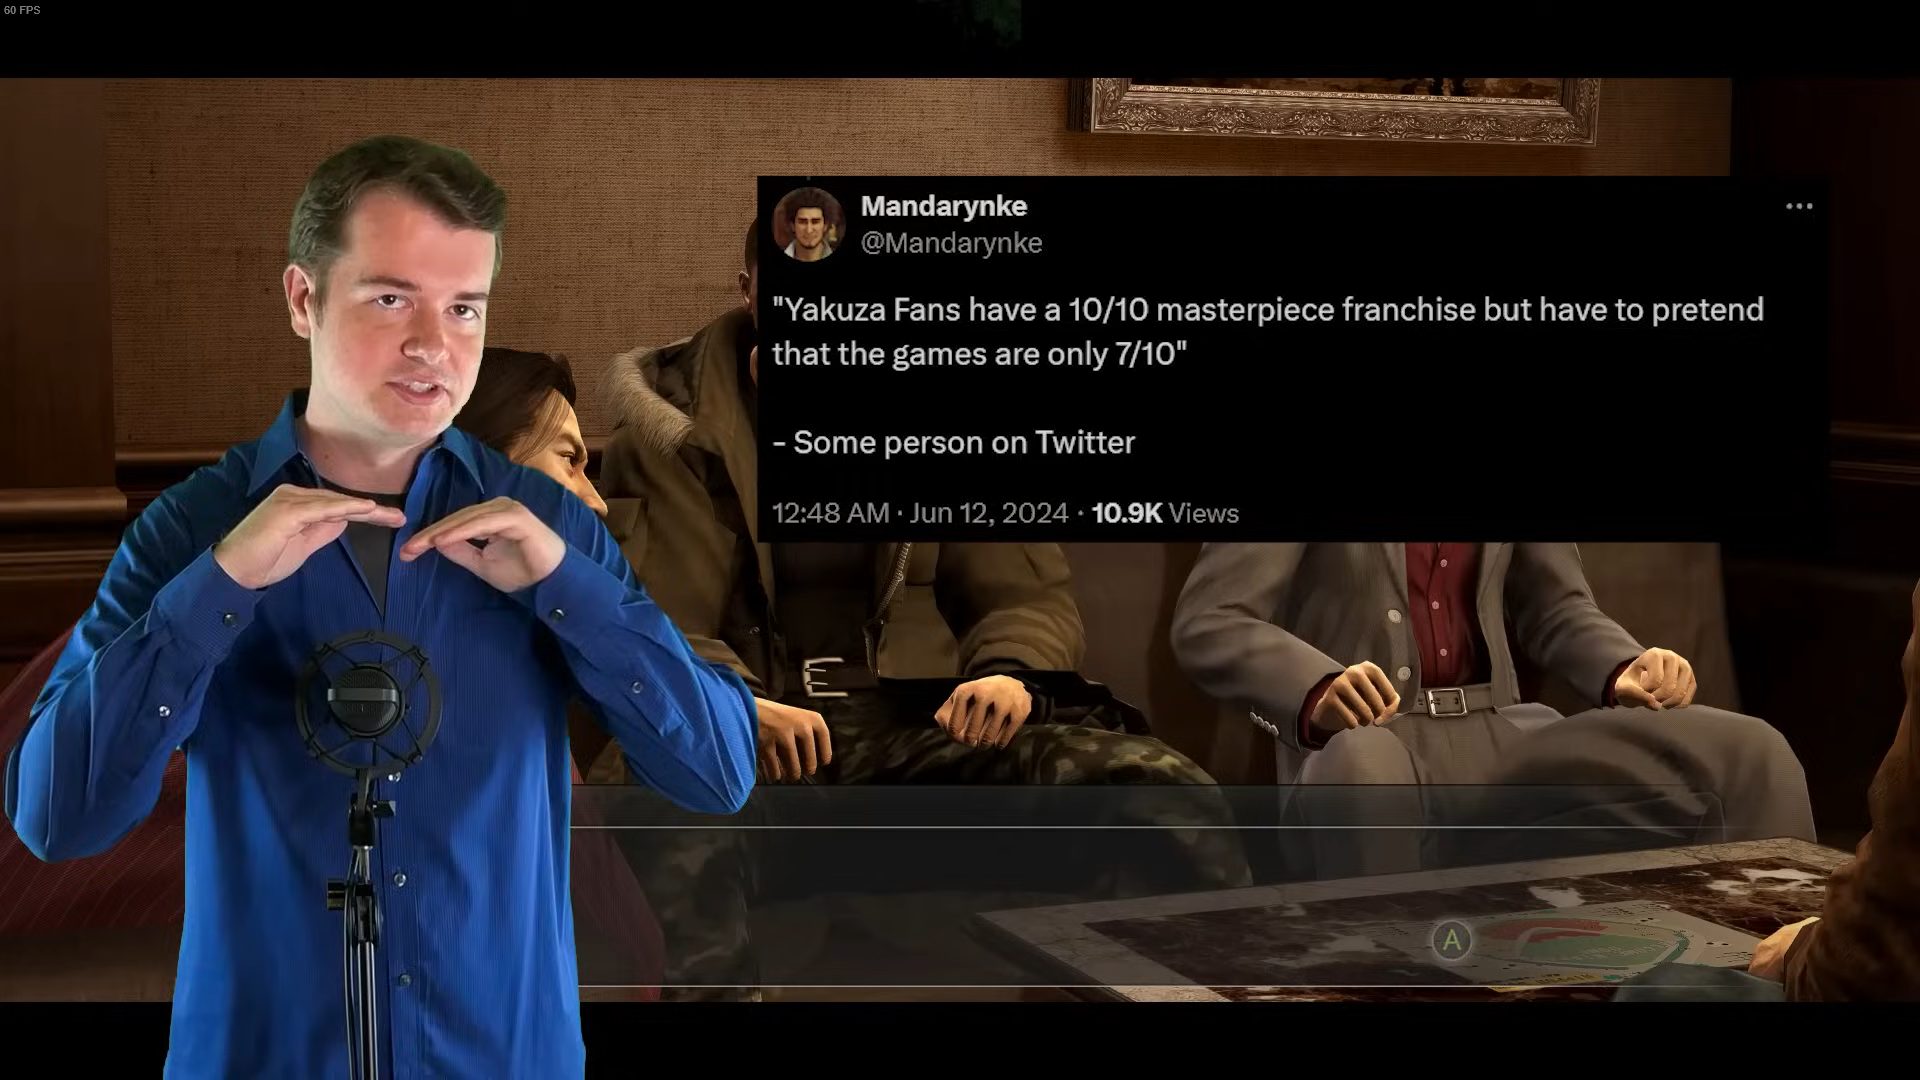 60 FPS
Mandarynke
@Mandarynke
"Yakuza Fans have a 10/10 masterpiece franchise but have to pretend
that the games are only 7/10"
- Some person on Twitter
12:48 AM · Jun 12, 2024 · 10.9K Views
A